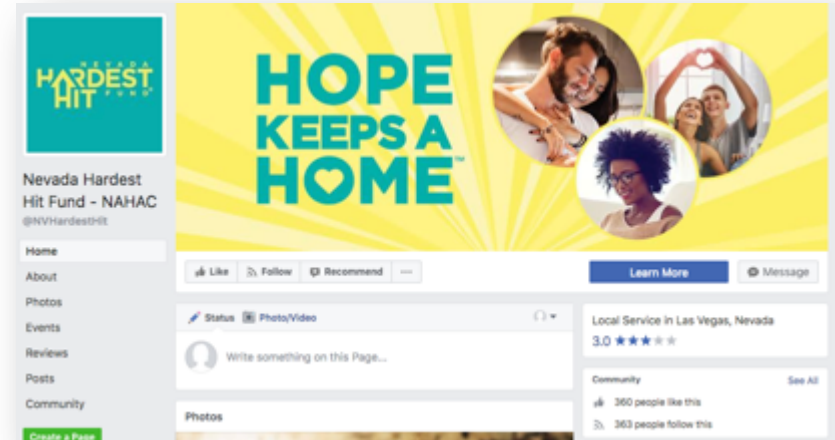 NEVADA
HARDEST
HIT FUND
HOPE
KEEPS A
HOME™
Nevada Hardest
Hit Fund - NAHAC
@NVHardestHit
Home
About
Photos
Events
Reviews
Posts
Community
Create a Page
Like Follow Recommend ...
Learn More Message
Status Photo/Video
Write something on this Page...
Photos
Local Service in Las Vegas, Nevada
3.0 ★★★★★
Community See All
360 people like this
363 people follow this